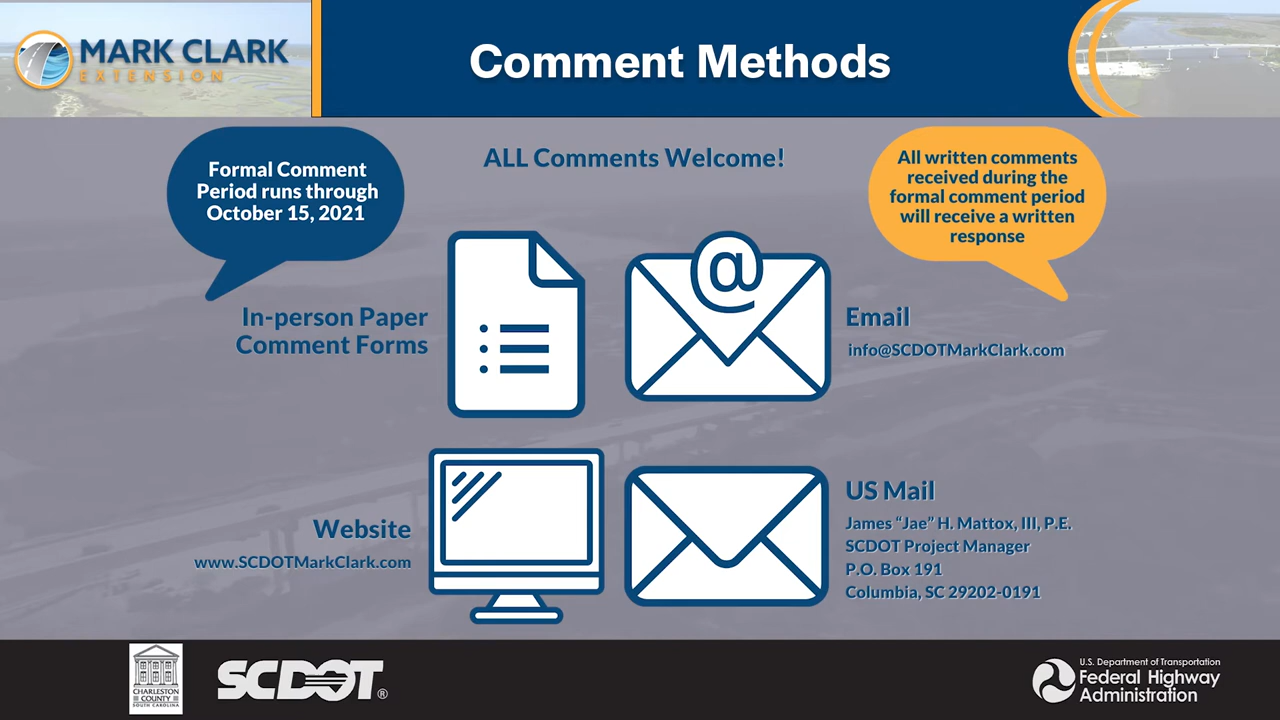 MARK CLARK
EXTENSION
Comment Methods
Formal Comment
Period runs through
October 15, 2021
ALL Comments Welcome!
All written comments
received during the
formal comment period
will receive a written
response
In-person Paper
Comment Forms
@
Email
info@SCDOTMarkClark.com
Website
www.SCDOTMarkClark.com
US Mail
James “Jae” H. Mattox, III, P.E.
SCDOT Project Manager
P.O. Box 191
Columbia, SC 29202-0191
CHARLESTON
COUNTY
SOUTH CAROLINA
SCDOT®
U.S. Department of Transportation
Federal Highway
Administration